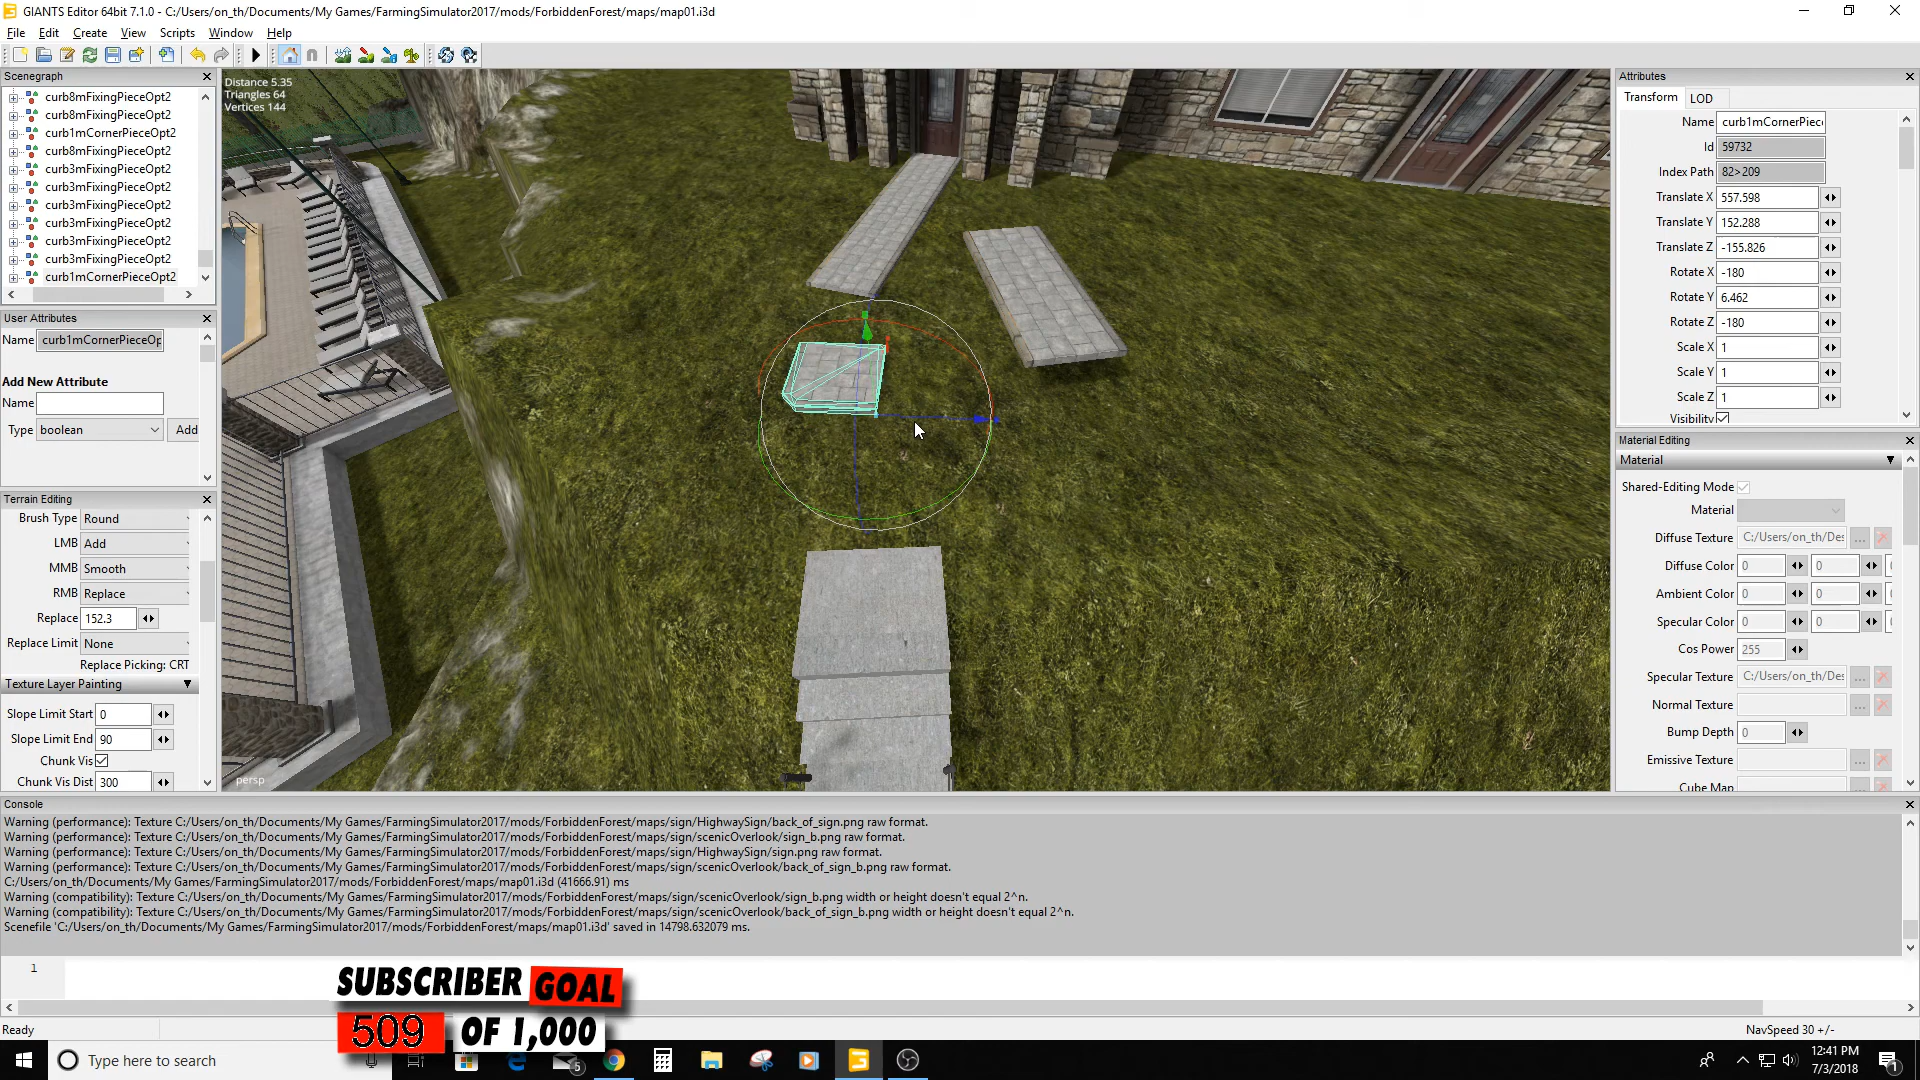 GIANTS Editor 64bit 7.1.0 - C:/Users/on_th/Documents/My Games/FarmingSimulator2017/mods/ForbiddenForest/maps/map01.i3d
File Edit Create View Scripts Window Help
Scenegraph
curb8mFixingPieceOpt2
curb8mFixingPieceOpt2
curb1mCornerPieceOpt2
curb8mFixingPieceOpt2
curb3mFixingPieceOpt2
curb3mFixingPieceOpt2
curb3mFixingPieceOpt2
curb3mFixingPieceOpt2
curb3mFixingPieceOpt2
curb3mFixingPieceOpt2
curb1mCornerPieceOpt2
User Attributes
Name curb1mCornerPieceOp
Add New Attribute
Name
Type boolean Add
Terrain Editing
Brush Type Round
LMB Add
MMB Smooth
RMB Replace
Replace 152.3
Replace Limit None
Replace Picking: CRT
Texture Layer Painting
Slope Limit Start 0
Slope Limit End 90
Chunk Vis
Chunk Vis Dist 300
Distance 5.35
Triangles 64
Vertices 144
persp
Attributes
Transform LOD
Name curb1mCornerPiec
Id 59732
Index Path 82>209
Translate X 557.598
Translate Y 152.288
Translate Z -155.826
Rotate X -180
Rotate Y 6.462
Rotate Z -180
Scale X 1
Scale Y 1
Scale Z 1
Visibility
Material Editing
Material
Shared-Editing Mode
Material
Diffuse Texture C:/Users/on_th/Des ...
Diffuse Color 0 0
Ambient Color 0 0
Specular Color 0 0
Cos Power 255
Specular Texture C:/Users/on_th/Des ...
Normal Texture ...
Bump Depth 0
Emissive Texture ...
Cube Map
Console
Warning (performance): Texture C:/Users/on_th/Documents/My Games/FarmingSimulator2017/mods/ForbiddenForest/maps/sign/HighwaySign/back_of_sign.png raw format.
Warning (performance): Texture C:/Users/on_th/Documents/My Games/FarmingSimulator2017/mods/ForbiddenForest/maps/sign/scenicOverlook/sign_b.png raw format.
Warning (performance): Texture C:/Users/on_th/Documents/My Games/FarmingSimulator2017/mods/ForbiddenForest/maps/sign/HighwaySign/sign.png raw format.
Warning (performance): Texture C:/Users/on_th/Documents/My Games/FarmingSimulator2017/mods/ForbiddenForest/maps/sign/scenicOverlook/back_of_sign_b.png raw format.
C:/Users/on_th/Documents/My Games/FarmingSimulator2017/mods/ForbiddenForest/maps/map01.i3d (41666.91) ms
Warning (compatibility): Texture C:/Users/on_th/Documents/My Games/FarmingSimulator2017/mods/ForbiddenForest/maps/sign/scenicOverlook/sign_b.png width or height doesn't equal 2^n.
Warning (compatibility): Texture C:/Users/on_th/Documents/My Games/FarmingSimulator2017/mods/ForbiddenForest/maps/sign/scenicOverlook/back_of_sign_b.png width or height doesn't equal 2^n.
Scenefile 'C:/Users/on_th/Documents/My Games/FarmingSimulator2017/mods/ForbiddenForest/maps/map01.i3d' saved in 14798.632079 ms.
1
SUBSCRIBER GOAL
509 OF 1,000
Ready
NavSpeed 30 +/-
Type here to search
5
12:41 PM
7/3/2018
1